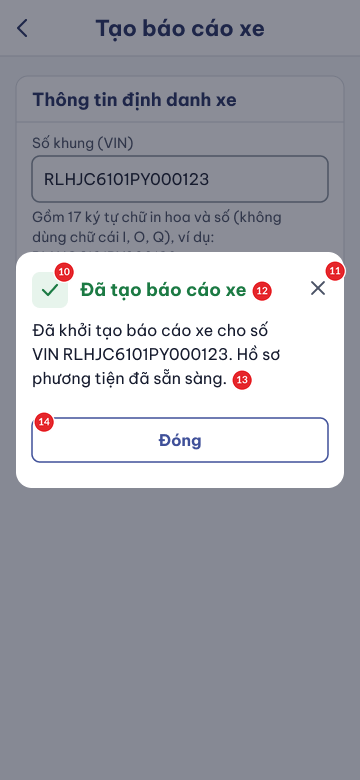 Tạo báo cáo xe
Thông tin định danh xe
Số khung (VIN)
RLHJC6101PY000123
Gồm 17 ký tự chữ in hoa và số (không
dùng chữ cái I, O, Q), ví dụ:
10
11
Đã tạo báo cáo xe 12
Đã khởi tạo báo cáo xe cho số
VIN RLHJC6101PY000123. Hồ sơ
phương tiện đã sẵn sàng. 13
14
Đóng